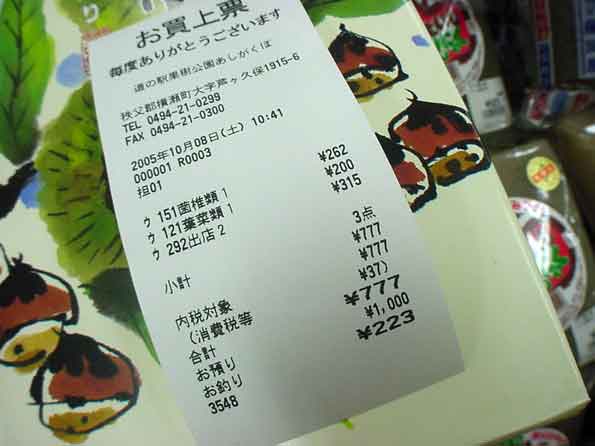 り
お買上票
毎度ありがとうございます
道の駅果樹公園あしがくぼ
秩父郡横瀬町大字芦ヶ久保1915-6
TEL 0494-21-0299
FAX 0494-21-0300
2005年10月08日(土) 10:41
000001 R0003
担01
ウ 151菌椎類 1 ¥262
ウ 121葉菜類 1 ¥200
ウ 292出店 2 ¥315
3点
小計 ¥777
内税対象 ¥777
(消費税等 ¥37)
合計 ¥777
お預り ¥1,000
お釣り ¥223
3548